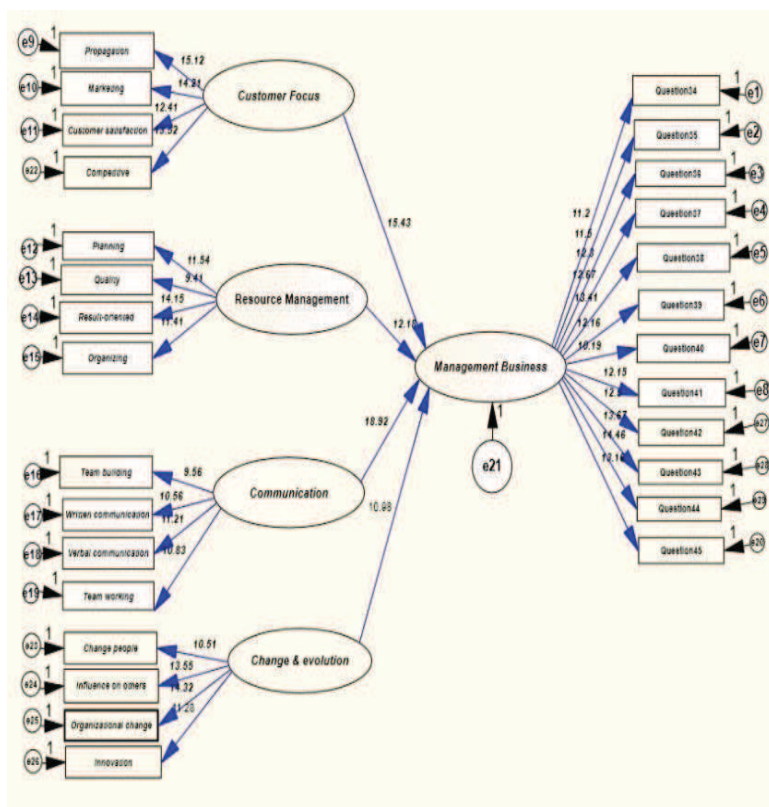 e9 1 Propagation
15.12
e10 1 Marketing
14.21
Customer Focus
12.41
e11 1 Customer satisfaction
e22 1 Competitive
15.43
e12 1 Planning
11.54
e13 1 Quality
9.41
Resource Management
14.15
e14 1 Result-oriented
11.41
e15 1 Organizing
e16 1 Team building
9.56
10.56
Communication
18.92
e17 1 Written communication
11.21
e18 1 Verbal communication
10.83
e19 1 Team working
10.98
e23 1 Change people
10.51
13.55
Change & evolution
e24 1 Influence on others
14.32
e25 1 Organizational change
11.28
e26 1 Innovation
Management Business
1
e21
11.2
11.5
12.3
12.67
13.41
12.16
10.19
12.15
13.67
14.46
Question34 1 e1
Question35 1 e2
Question36 1 e3
Question37 1 e4
Question38 1 e5
Question39 1 e6
Question40 1 e7
Question41 1 e8
Question42 1 e27
Question43 1 e28
Question44 1
Question45 1